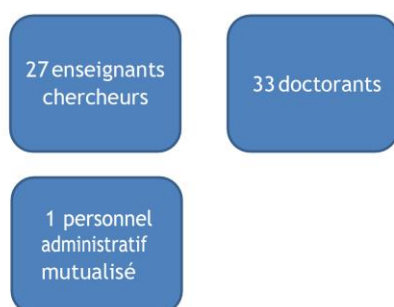 27 enseignants
chercheurs
33 doctorants
1 personnel
administratif
mutualisé